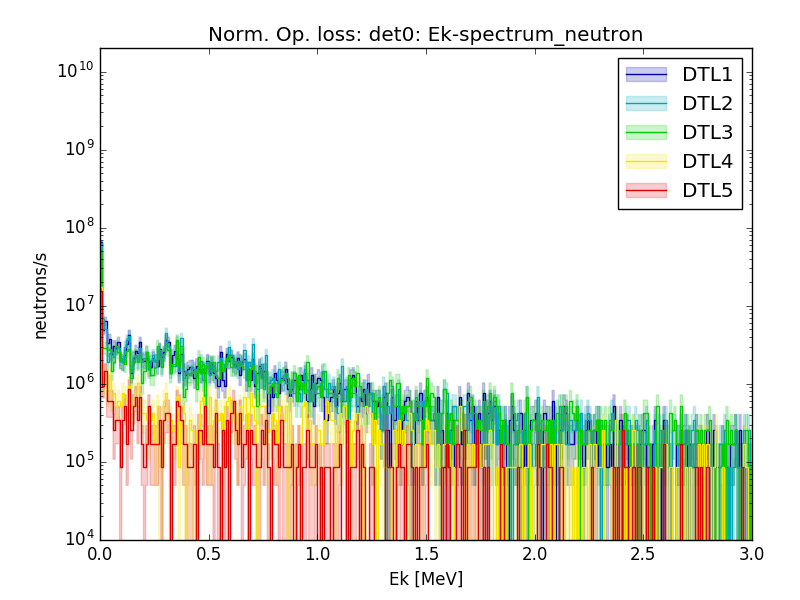 Norm. Op. loss: det0: Ek-spectrum_neutron
DTL1
DTL2
DTL3
DTL4
DTL5
neutrons/s
10^10
10^9
10^8
10^7
10^6
10^5
10^4
0.0 0.5 1.0 1.5 2.0 2.5 3.0
Ek [MeV]